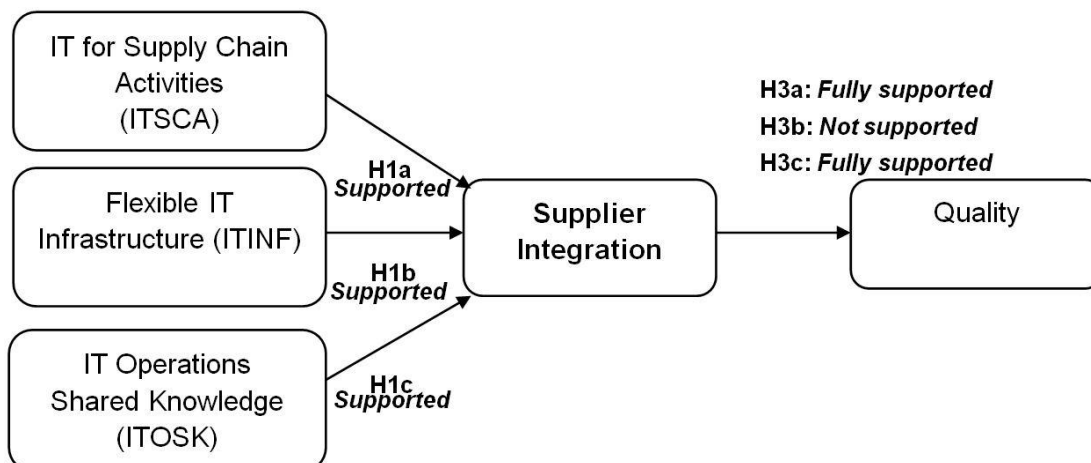 IT for Supply Chain
Activities
(ITSCA)
H3a: Fully supported
H3b: Not supported
H3c: Fully supported
H1a
Supported
Flexible IT
Infrastructure (ITINF)
Supplier
Integration
Quality
H1b
Supported
IT Operations
Shared Knowledge
(ITOSK)
H1c
Supported